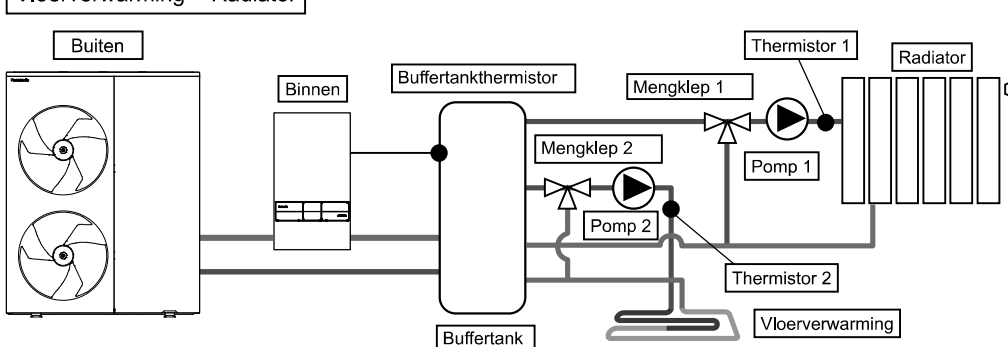 Vloerverwarming Radiator
Buiten
Thermistor 1
Radiator
Buffertankthermistor
Binnen
Mengklep 1
Mengklep 2
Pomp 1
Pomp 2
Thermistor 2
Vloerverwarming
Buffertank